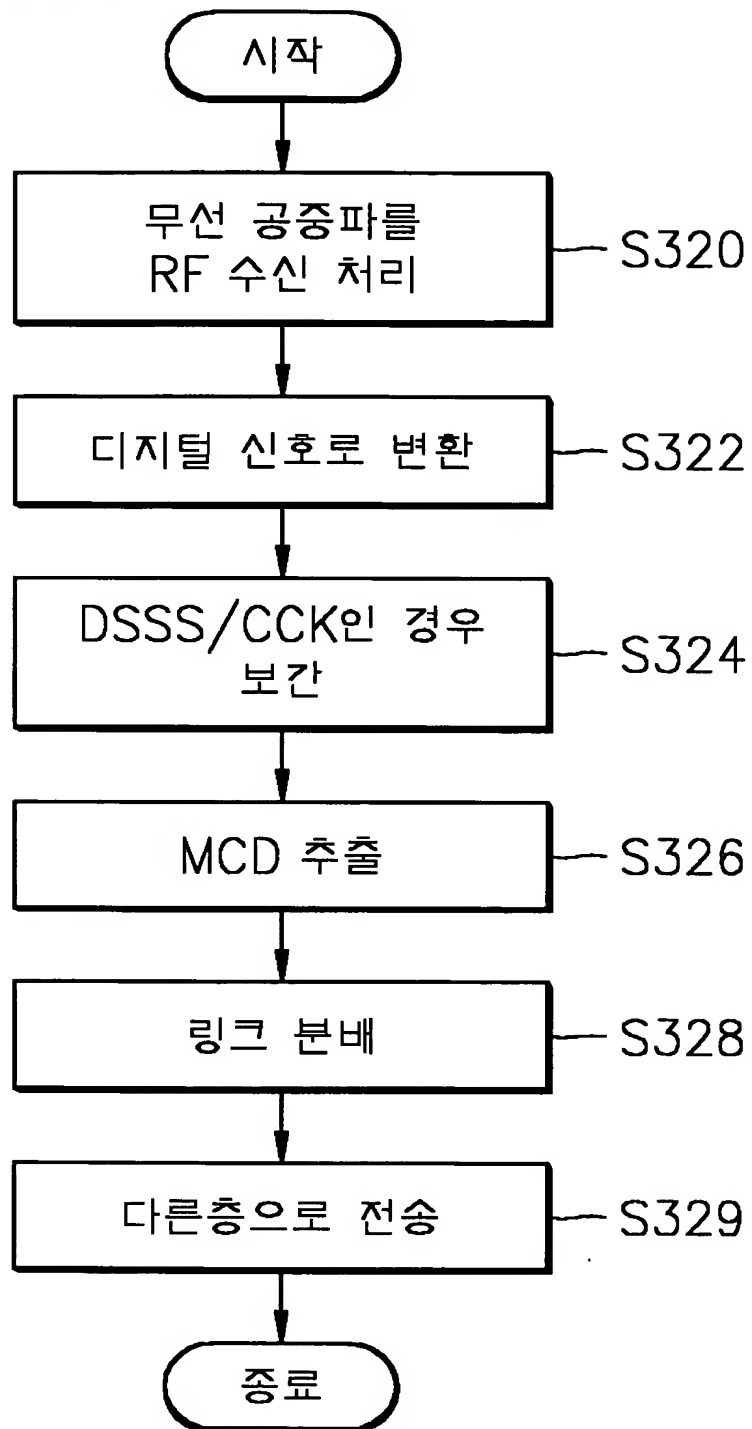 시작
무선 공중파를
RF 수신 처리
S320
디지털 신호로 변환
S322
DSSS/CCK인 경우
보간
S324
MCD 추출
S326
링크 분배
S328
다른층으로 전송
S329
종료